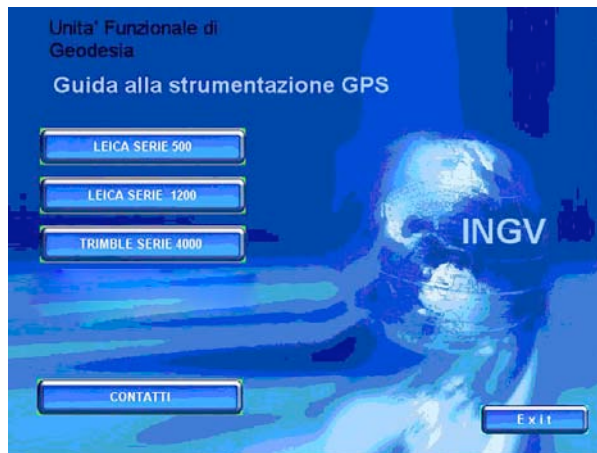 Unita' Funzionale di
Geodesia
Guida alla strumentazione GPS
LEICA SERIE 500
LEICA SERIE 1200
TRIMBLE SERIE 4000
INGV
CONTATTI
Exit